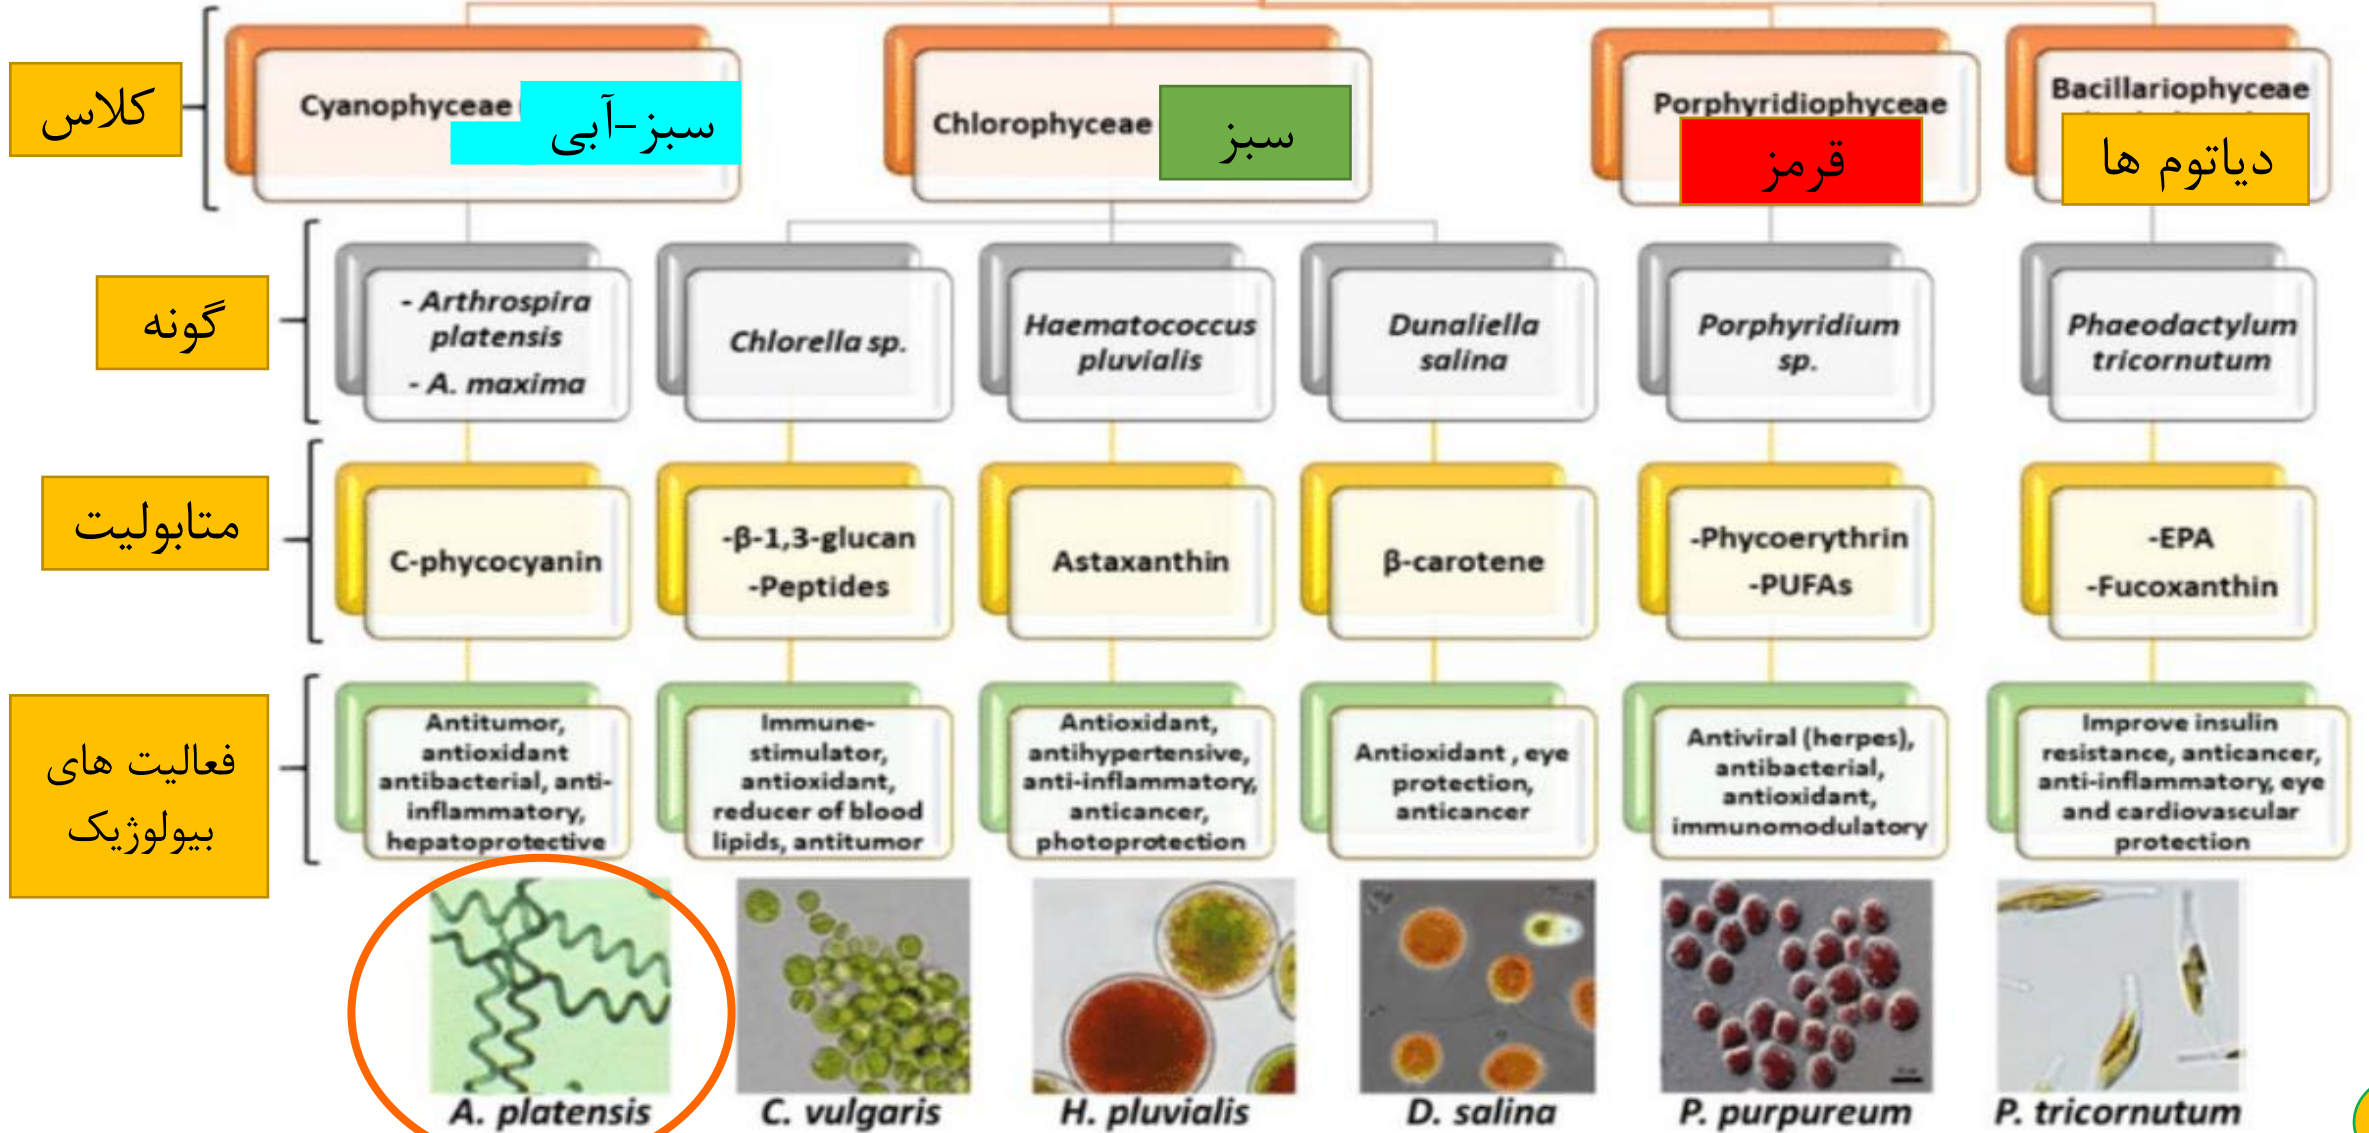 کلاس
Cyanophyceae
سبز-آبی
Chlorophyceae
سبز
Porphyridiophyceae
قرمز
Bacillariophyceae
دیاتوم ها
گونه
- Arthrospira
platensis
- A. maxima
Chlorella sp.
Haematococcus
pluvialis
Dunaliella
salina
Porphyridium
sp.
Phaeodactylum
tricornutum
متابولیت
C-phycocyanin
-β-1,3-glucan
-Peptides
Astaxanthin
β-carotene
-Phycoerythrin
-PUFAs
-EPA
-Fucoxanthin
فعالیت های
بیولوژیک
Antitumor,
antioxidant
antibacterial, anti-
inflammatory,
hepatoprotective
Immune-
stimulator,
antioxidant,
reducer of blood
lipids, antitumor
Antioxidant,
antihypertensive,
anti-inflammatory,
anticancer,
photoprotection
Antioxidant , eye
protection,
anticancer
Antiviral (herpes),
antibacterial,
antioxidant,
immunomodulatory
Improve insulin
resistance, anticancer,
anti-inflammatory, eye
and cardiovascular
protection
A. platensis
C. vulgaris
H. pluvialis
D. salina
P. purpureum
P. tricornutum